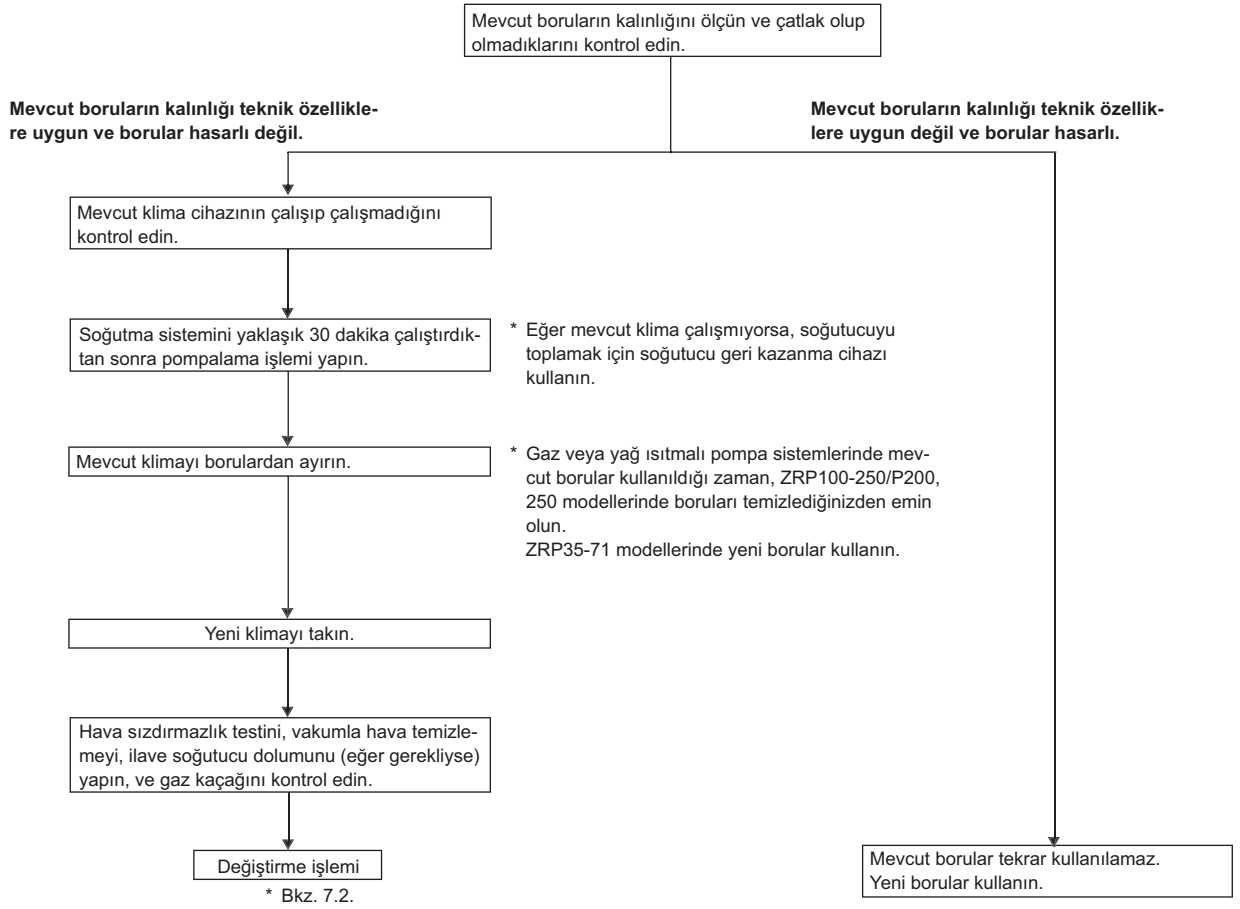 Mevcut boruların kalınlığını ölçün ve çatlak olup
olmadıklarını kontrol edin.
Mevcut boruların kalınlığı teknik özellikle-
re uygun ve borular hasarlı değil.
Mevcut boruların kalınlığı teknik özellik-
lere uygun değil ve borular hasarlı.
Mevcut klima cihazının çalışıp çalışmadığını
kontrol edin.
Soğutma sistemini yaklaşık 30 dakika çalıştırdık-
tan sonra pompalama işlemi yapın.
* Eğer mevcut klima çalışmıyorsa, soğutucuyu
toplamak için soğutucu geri kazanma cihazı
kullanın.
Mevcut klimayı borulardan ayırın.
* Gaz veya yağ ısıtmalı pompa sistemlerinde mev-
cut borular kullanıldığı zaman, ZRP100-250/P200,
250 modellerinde boruları temizlediğinizden emin
olun.
ZRP35-71 modellerinde yeni borular kullanın.
Yeni klimayı takın.
Hava sızdırmazlık testini, vakumla hava temizle-
meyi, ilave soğutucu dolumunu (eğer gerekliyse)
yapın, ve gaz kaçağını kontrol edin.
Değiştirme işlemi
* Bkz. 7.2.
Mevcut borular tekrar kullanılamaz.
Yeni borular kullanın.